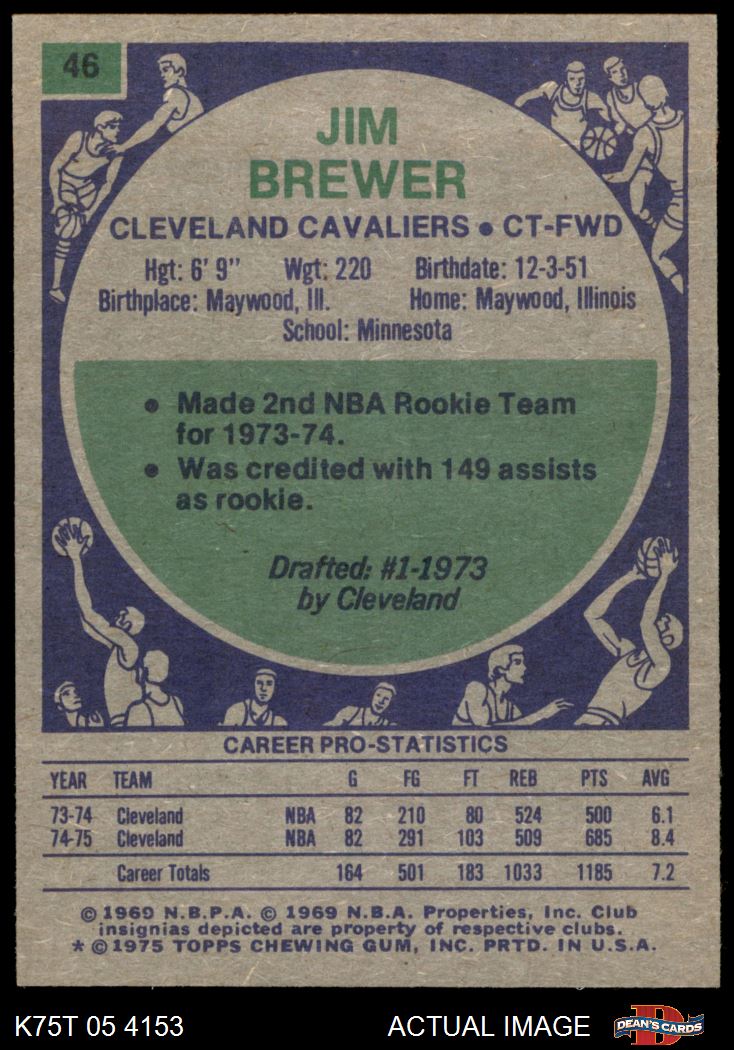 46
JIM
BREWER
CLEVELAND CAVALIERS • CT-FWD
Hgt: 6' 9" Wgt: 220 Birthdate: 12-3-51
Birthplace: Maywood, Ill. Home: Maywood, Illinois
School: Minnesota
• Made 2nd NBA Rookie Team
for 1973-74.
• Was credited with 149 assists
as rookie.
Drafted: #1-1973
by Cleveland
CAREER PRO-STATISTICS
YEAR TEAM G FG FT REB PTS AVG
73-74 Cleveland NBA 82 210 80 524 500 6.1
74-75 Cleveland NBA 82 291 103 509 685 8.4
Career Totals 164 501 183 1033 1185 7.2
© 1969 N.B.P.A. © 1969 N.B.A. Properties, Inc. Club
insignias depicted are property of respective clubs.
* © 1975 TOPPS CHEWING GUM, INC. PRTD. IN U.S.A.
K75T 05 4153 ACTUAL IMAGE DEAN'S CARDS